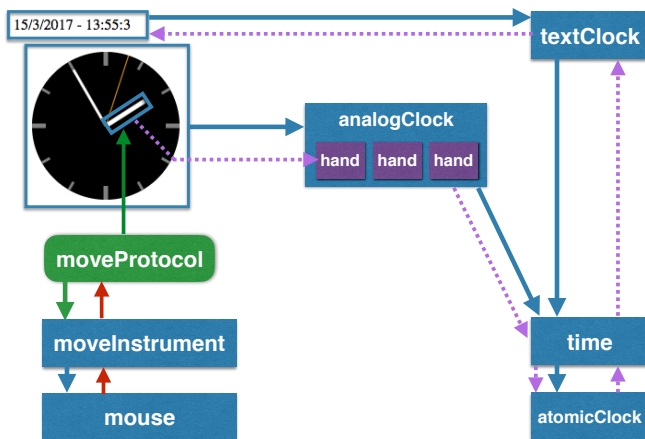 15/3/2017 - 13:55:3
textClock
analogClock
hand hand hand
moveProtocol
moveInstrument
time
mouse
atomicClock